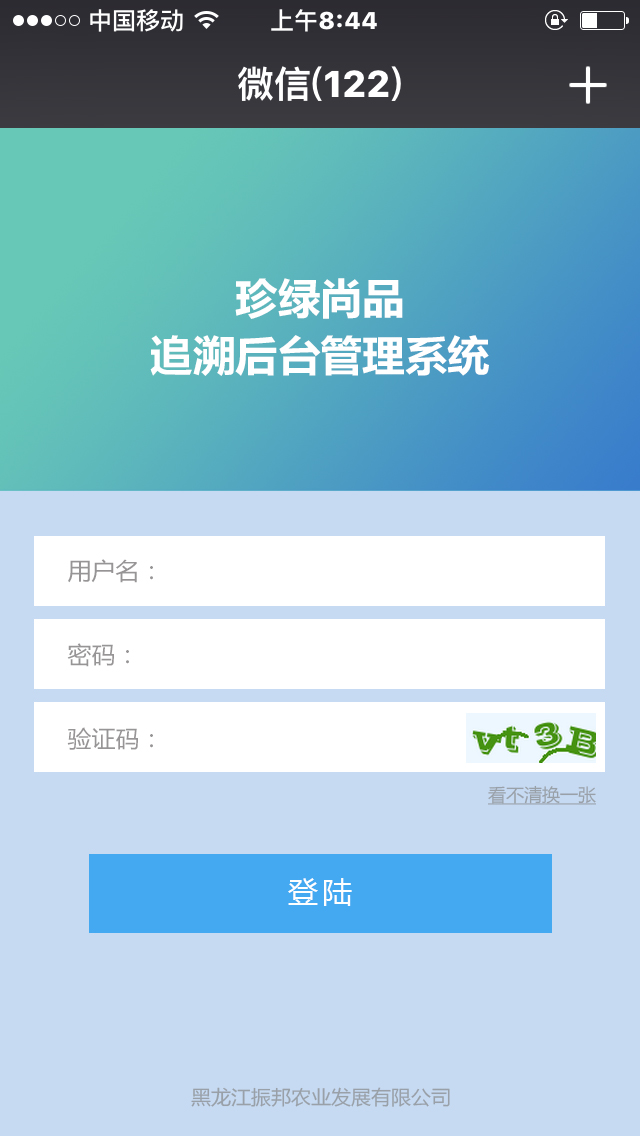 中国移动 上午8:44
微信(122)
珍绿尚品
追溯后台管理系统
用户名：
密码：
验证码： vt3B
看不清换一张
登陆
黑龙江振邦农业发展有限公司